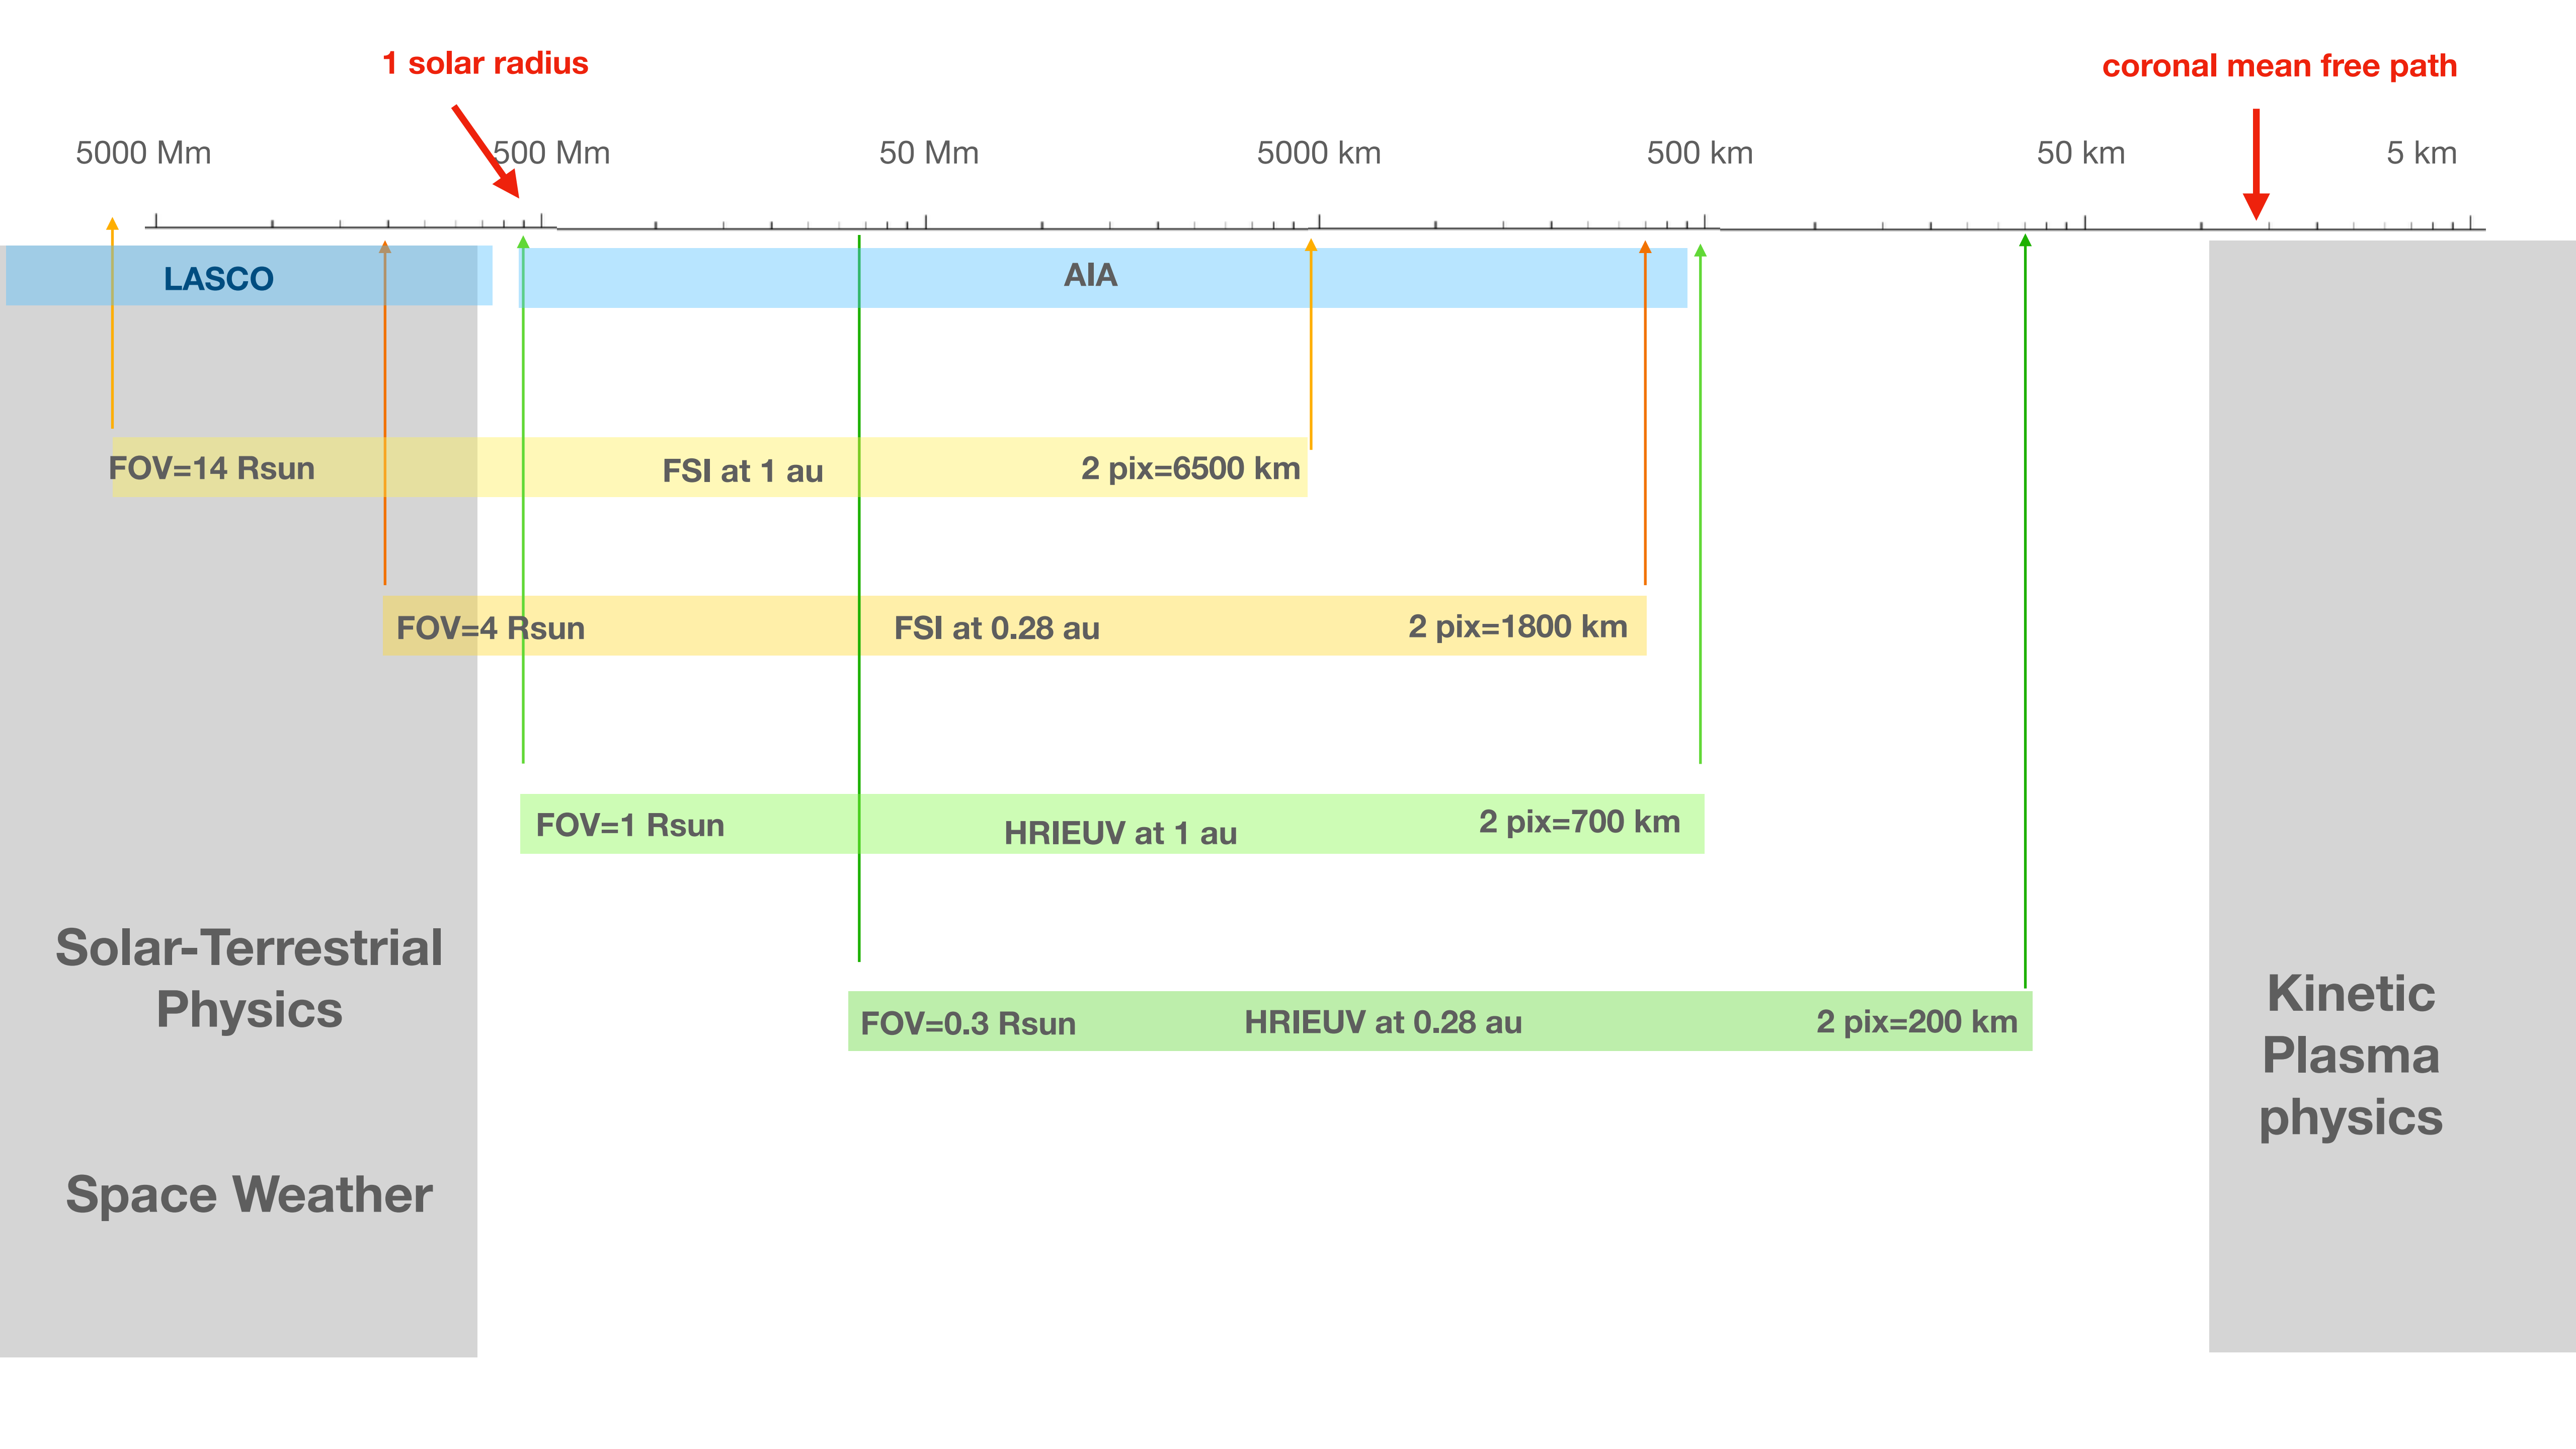 1 solar radius
coronal mean free path
5000 Mm
500 Mm
50 Mm
5000 km
500 km
50 km
5 km
LASCO
AIA
FOV=14 Rsun
FSI at 1 au
2 pix=6500 km
FOV=4 Rsun
FSI at 0.28 au
2 pix=1800 km
FOV=1 Rsun
HRIEUV at 1 au
2 pix=700 km
Solar-Terrestrial
Physics
Space Weather
FOV=0.3 Rsun
HRIEUV at 0.28 au
2 pix=200 km
Kinetic
Plasma
physics